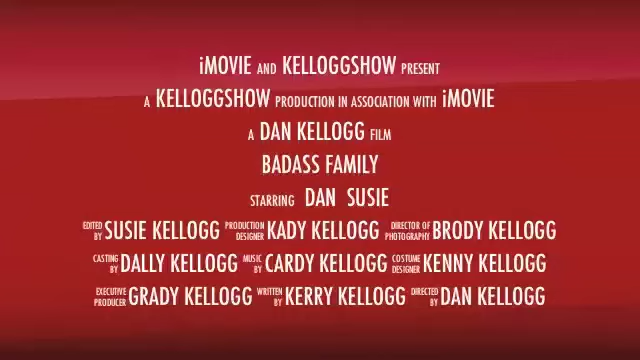 iMOVIE AND KELLOGGSHOW PRESENT
A KELLOGGSHOW PRODUCTION IN ASSOCIATION WITH iMOVIE
A DAN KELLOGG FILM
BADASS FAMILY
STARRING DAN SUSIE
EDITED BY SUSIE KELLOGG PRODUCTION DESIGNER KADY KELLOGG DIRECTOR OF PHOTOGRAPHY BRODY KELLOGG
CASTING BY DALLY KELLOGG MUSIC BY CARDY KELLOGG COSTUME DESIGNER KENNY KELLOGG
EXECUTIVE PRODUCER GRADY KELLOGG WRITTEN BY KERRY KELLOGG DIRECTED BY DAN KELLOGG